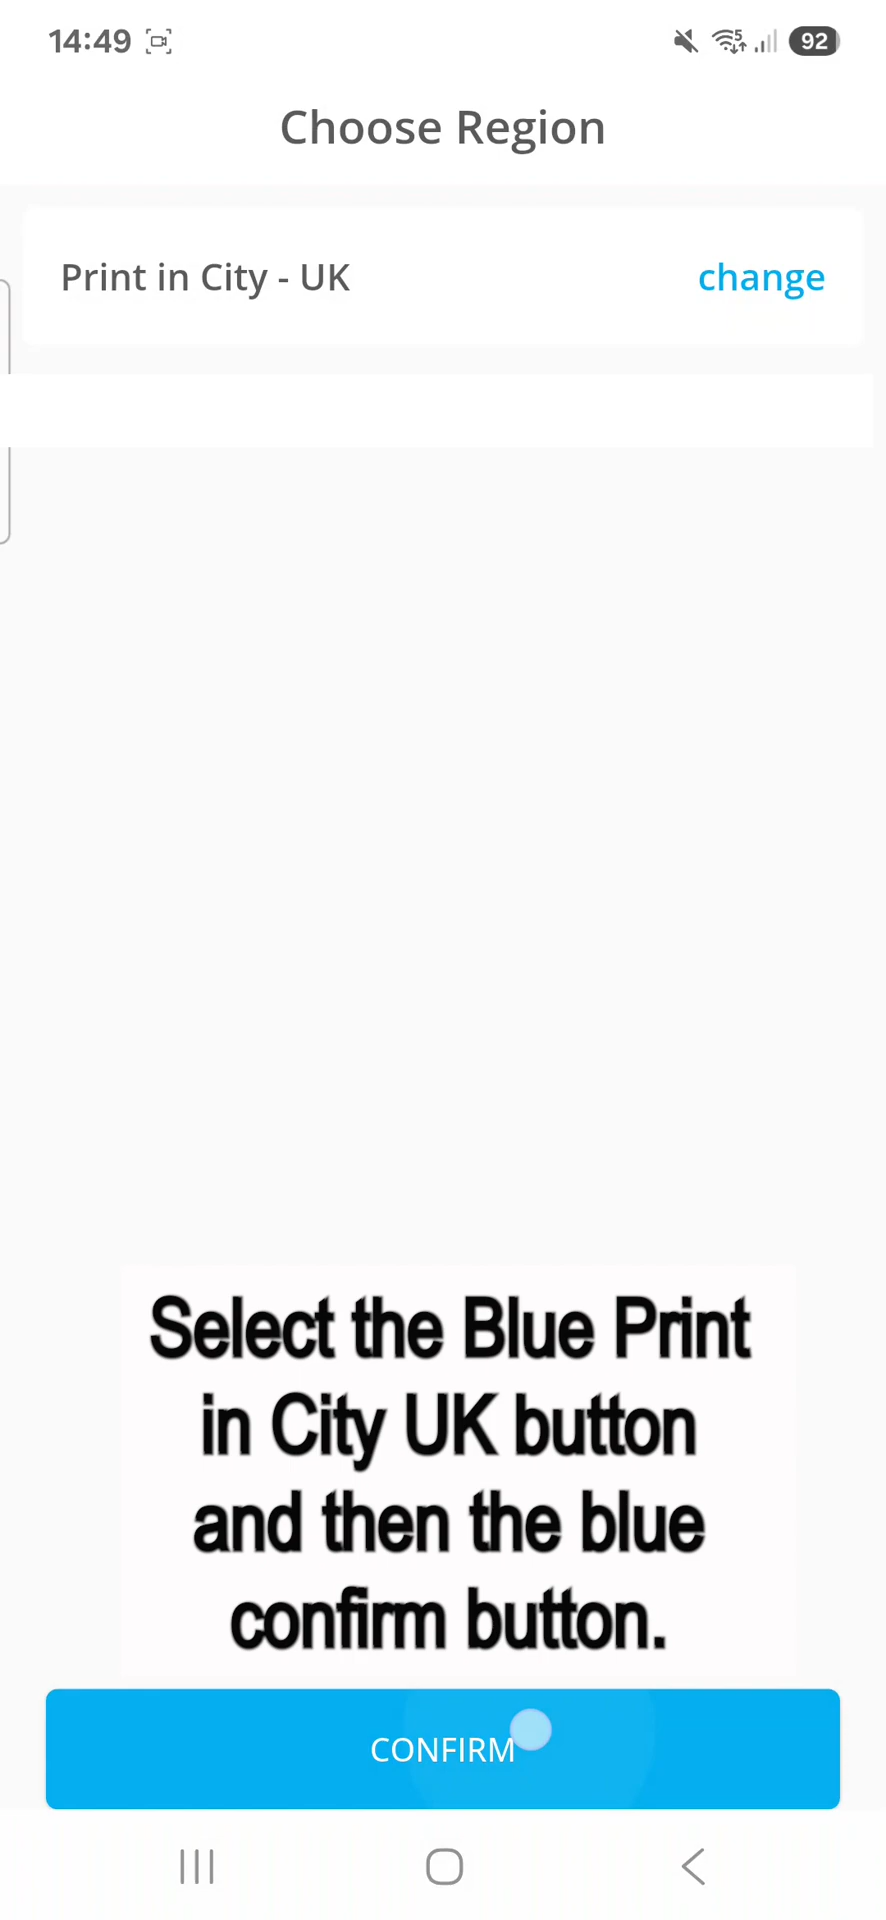 14:49
5
92
Choose Region
Print in City - UK
change
Select the Blue Print
in City UK button
and then the blue
confirm button.
CONFIRM